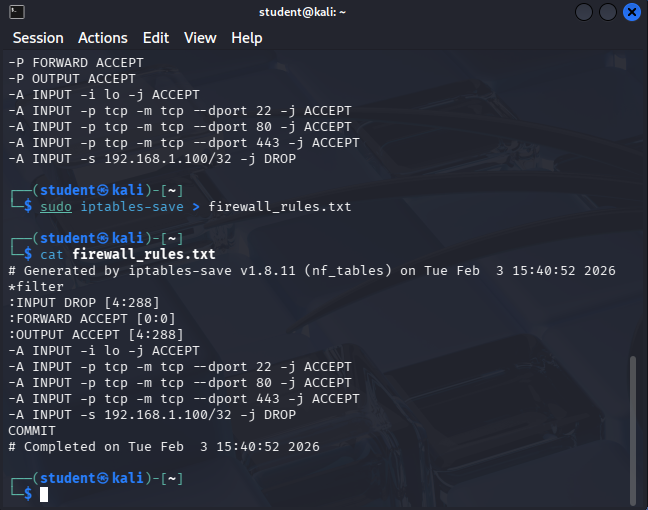 student@kali: ~
Session Actions Edit View Help
-P FORWARD ACCEPT
-P OUTPUT ACCEPT
-A INPUT -i lo -j ACCEPT
-A INPUT -p tcp -m tcp --dport 22 -j ACCEPT
-A INPUT -p tcp -m tcp --dport 80 -j ACCEPT
-A INPUT -p tcp -m tcp --dport 443 -j ACCEPT
-A INPUT -s 192.168.1.100/32 -j DROP
┌──(student㉿kali)-[~]
└─$ sudo iptables-save > firewall_rules.txt
┌──(student㉿kali)-[~]
└─$ cat firewall_rules.txt
# Generated by iptables-save v1.8.11 (nf_tables) on Tue Feb  3 15:40:52 2026
*filter
:INPUT DROP [4:288]
:FORWARD ACCEPT [0:0]
:OUTPUT ACCEPT [4:288]
-A INPUT -i lo -j ACCEPT
-A INPUT -p tcp -m tcp --dport 22 -j ACCEPT
-A INPUT -p tcp -m tcp --dport 80 -j ACCEPT
-A INPUT -p tcp -m tcp --dport 443 -j ACCEPT
-A INPUT -s 192.168.1.100/32 -j DROP
COMMIT
# Completed on Tue Feb  3 15:40:52 2026
┌──(student㉿kali)-[~]
└─$